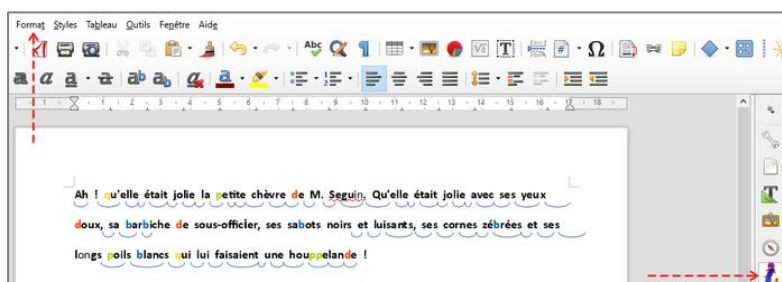 Format Styles Tableau Outils Fenêtre Aide
Ah ! qu'elle était jolie la petite chèvre de M. Seguin. Qu'elle était jolie avec ses yeux
doux, sa barbiche de sous-officier, ses sabots noirs et luisants, ses cornes zébrées et ses
longs poils blancs qui lui faisaient une houppelande !